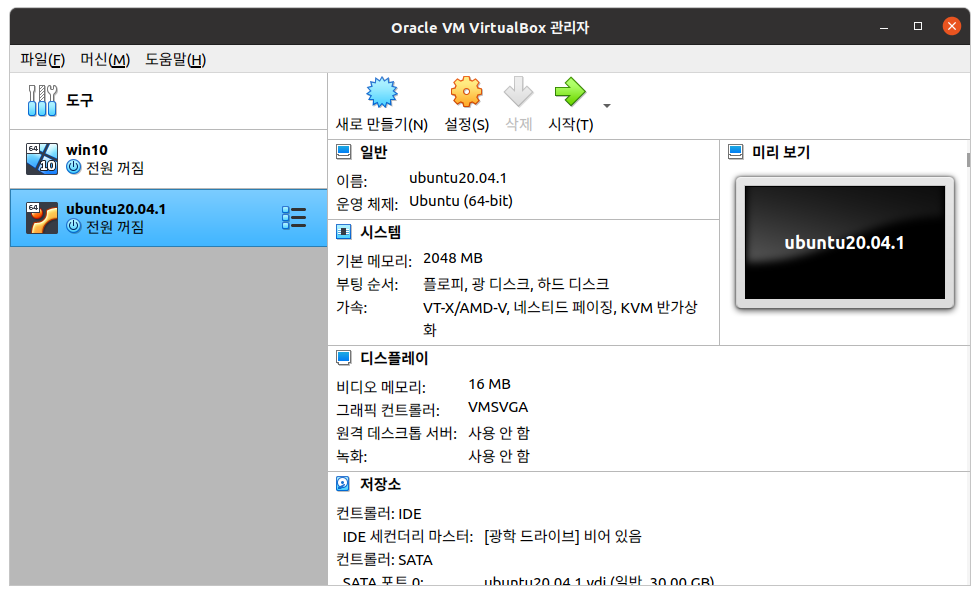 Oracle VM VirtualBox 관리자
파일(F) 머신(M) 도움말(H)
도구
64
10
win10
전원 꺼짐
64
ubuntu20.04.1
전원 꺼짐
새로 만들기(N) 설정(S) 삭제 시작(T)
일반
이름: ubuntu20.04.1
운영 체제: Ubuntu (64-bit)
미리 보기
ubuntu20.04.1
시스템
기본 메모리: 2048 MB
부팅 순서: 플로피, 광 디스크, 하드 디스크
가속: VT-X/AMD-V, 네스티드 페이징, KVM 반가상
화
디스플레이
비디오 메모리: 16 MB
그래픽 컨트롤러: VMSVGA
원격 데스크톱 서버: 사용 안 함
녹화: 사용 안 함
저장소
컨트롤러: IDE
IDE 세컨더리 마스터: [광학 드라이브] 비어 있음
컨트롤러: SATA
SATA 포트 0: ubuntu20.04.1.vdi (일반, 30.00 GB)